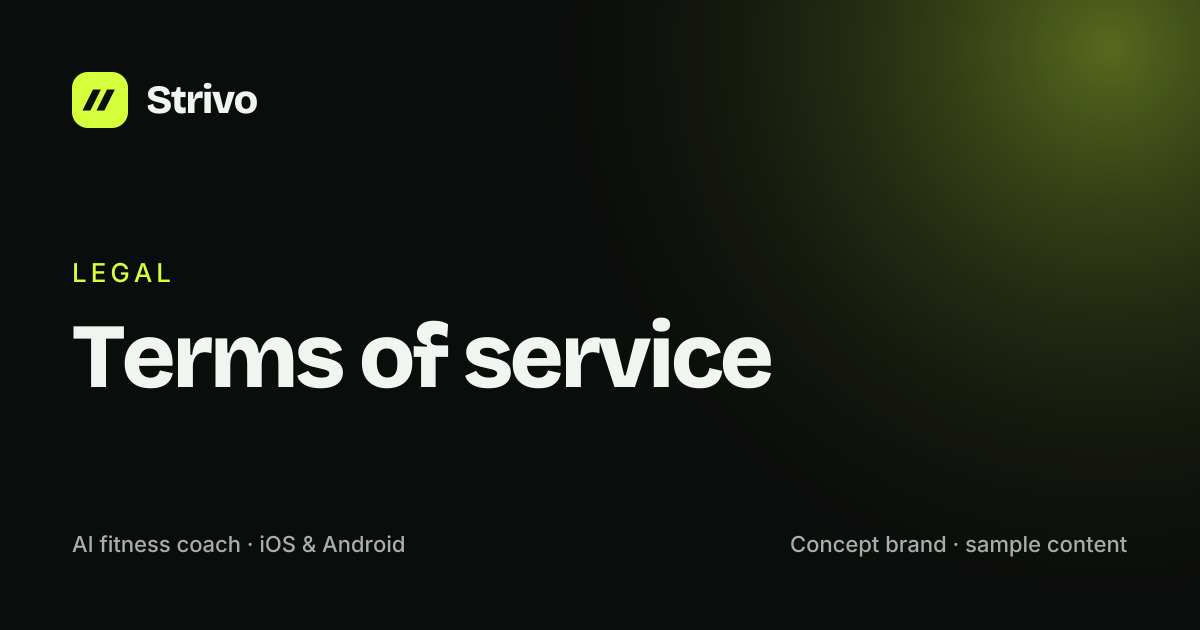 Strivo
LEGAL
Terms of service
AI fitness coach · iOS & Android
Concept brand · sample content